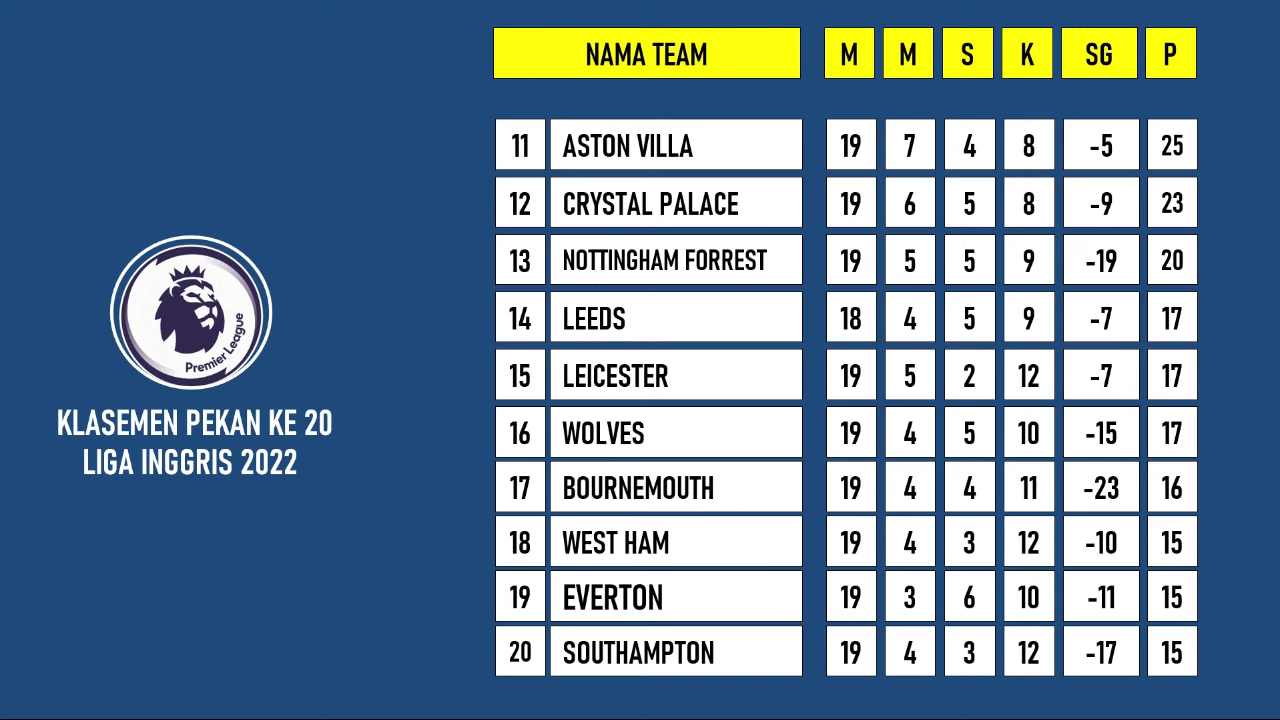 NAMA TEAM M M S K SG P
11 ASTON VILLA 19 7 4 8 -5 25
12 CRYSTAL PALACE 19 6 5 8 -9 23
13 NOTTINGHAM FORREST 19 5 5 9 -19 20
14 LEEDS 18 4 5 9 -7 17
15 LEICESTER 19 5 2 12 -7 17
16 WOLVES 19 4 5 10 -15 17
17 BOURNEMOUTH 19 4 4 11 -23 16
18 WEST HAM 19 4 3 12 -10 15
19 EVERTON 19 3 6 10 -11 15
20 SOUTHAMPTON 19 4 3 12 -17 15
Premier League
KLASEMEN PEKAN KE 20
LIGA INGGRIS 2022